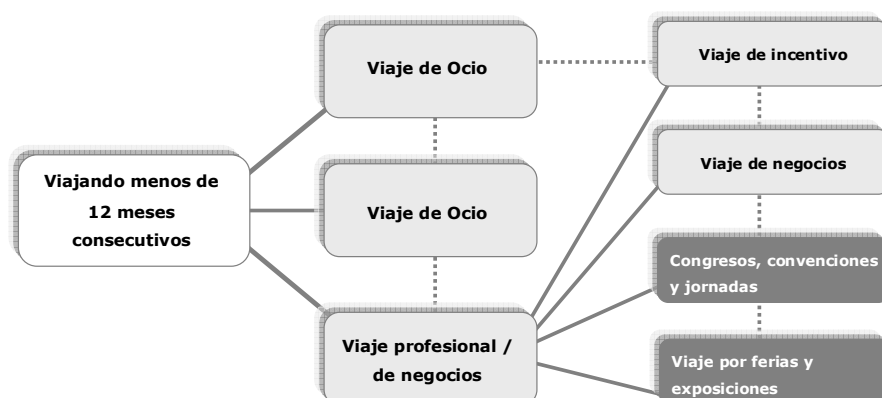 Viajando menos de
12 meses
consecutivos
Viaje de Ocio
Viaje de Ocio
Viaje profesional /
de negocios
Viaje de incentivo
Viaje de negocios
Congresos, convenciones
y jornadas
Viaje por ferias y
exposiciones